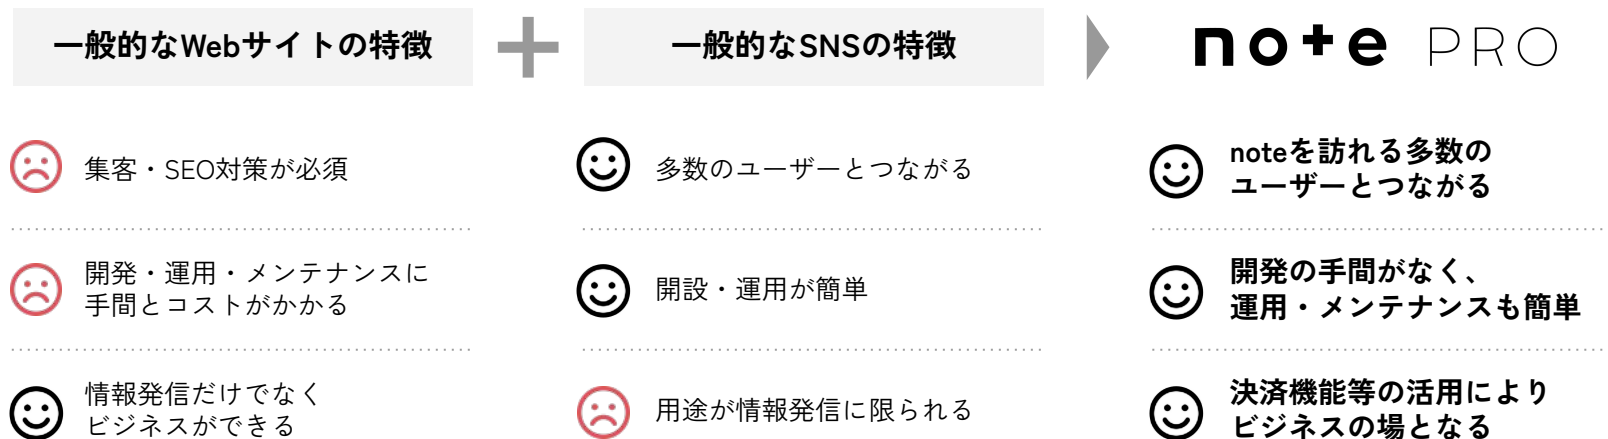 一般的なWebサイトの特徴
集客・SEO対策が必須
開発・運用・メンテナンスに
手間とコストがかかる
情報発信だけでなく
ビジネスができる
一般的なSNSの特徴
多数のユーザーとつながる
開設・運用が簡単
用途が情報発信に限られる
note PRO
noteを訪れる多数の
ユーザーとつながる
開発の手間がなく、
運用・メンテナンスも簡単
決済機能等の活用により
ビジネスの場となる